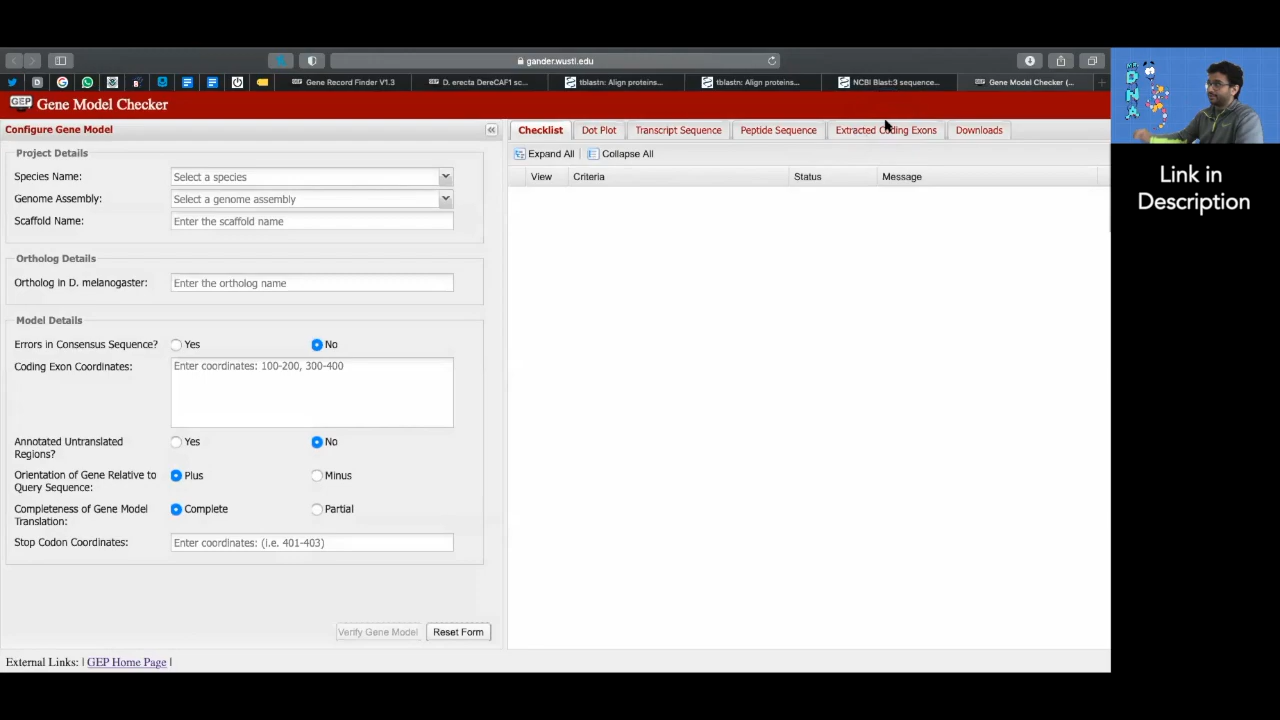 gander.wustl.edu
Gene Record Finder V1.3
D. erecta DereCAF1 sc...
tblastn: Align proteins...
tblastn: Align proteins...
NCBI Blast:3 sequence...
Gene Model Checker (...
GEP Gene Model Checker
Configure Gene Model
Project Details
Species Name: Select a species
Genome Assembly: Select a genome assembly
Scaffold Name: Enter the scaffold name
Ortholog Details
Ortholog in D. melanogaster: Enter the ortholog name
Model Details
Errors in Consensus Sequence? Yes No
Coding Exon Coordinates: Enter coordinates: 100-200, 300-400
Annotated Untranslated
Regions?
Yes No
Orientation of Gene Relative to
Query Sequence:
Plus Minus
Completeness of Gene Model
Translation:
Complete Partial
Stop Codon Coordinates: Enter coordinates: (i.e. 401-403)
Verify Gene Model Reset Form
External Links: | GEP Home Page |
Checklist Dot Plot Transcript Sequence Peptide Sequence Extracted Coding Exons Downloads
Expand All Collapse All
View Criteria Status Message
DNA
Link in
Description